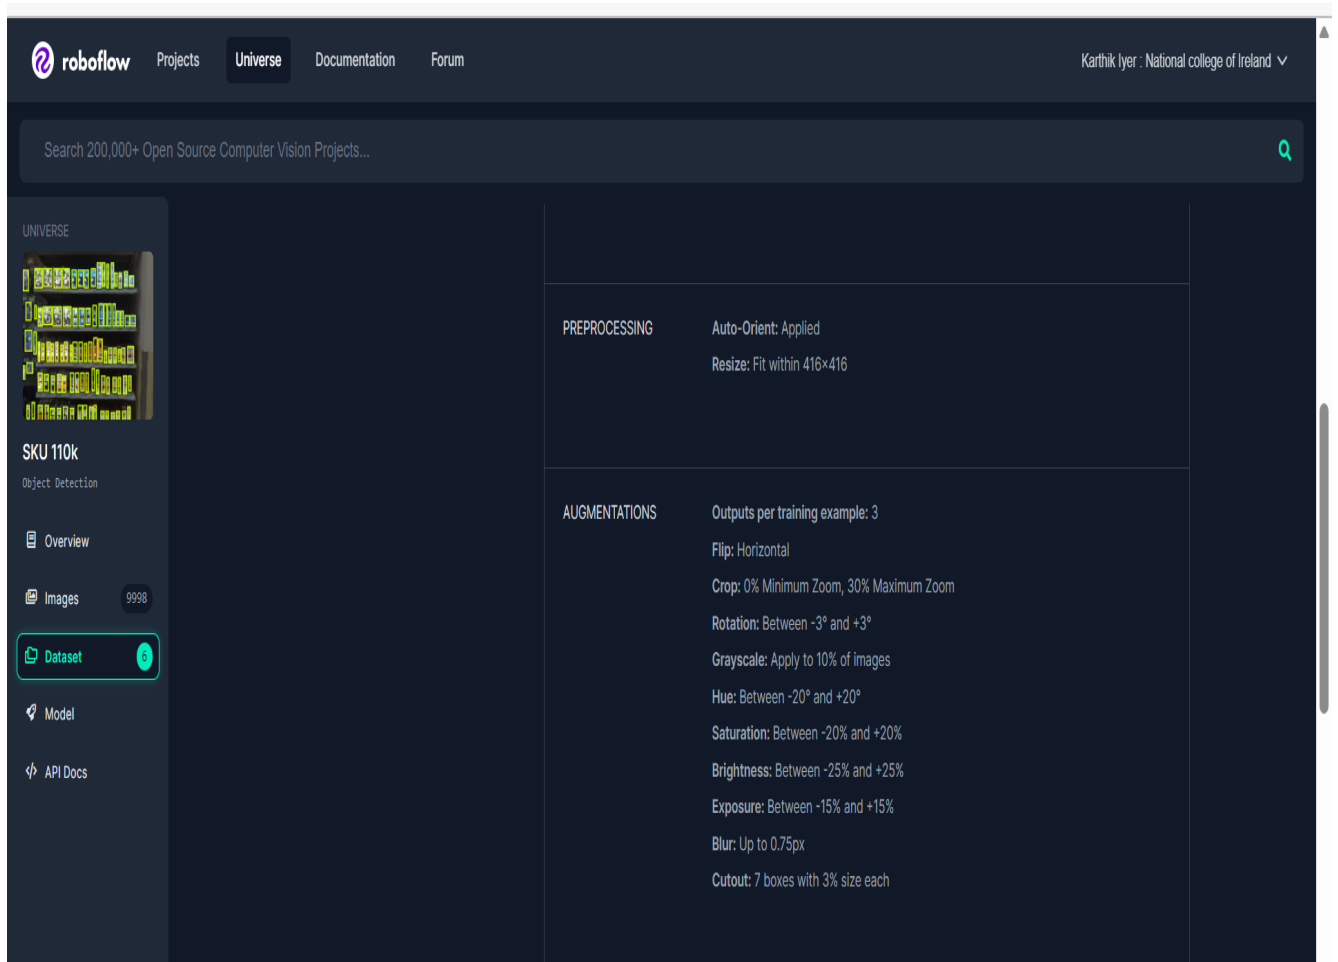 roboflow Projects Universe Documentation Forum Karthik Iyer : National college of Ireland
Search 200,000+ Open Source Computer Vision Projects...
UNIVERSE
SKU 110k
Object Detection
Overview
Images 9998
Dataset 6
Model
API Docs
PREPROCESSING Auto-Orient: Applied
Resize: Fit within 416×416
AUGMENTATIONS Outputs per training example: 3
Flip: Horizontal
Crop: 0% Minimum Zoom, 30% Maximum Zoom
Rotation: Between -3° and +3°
Grayscale: Apply to 10% of images
Hue: Between -20° and +20°
Saturation: Between -20% and +20%
Brightness: Between -25% and +25%
Exposure: Between -15% and +15%
Blur: Up to 0.75px
Cutout: 7 boxes with 3% size each